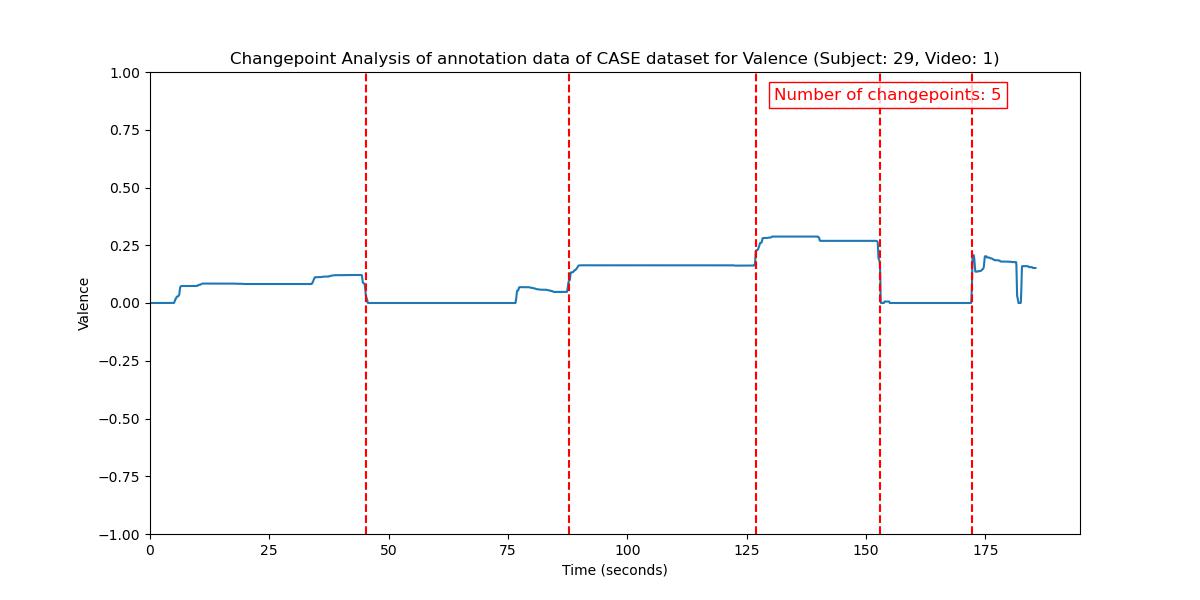 Changepoint Analysis of annotation data of CASE dataset for Valence (Subject: 29, Video: 1)
Number of changepoints: 5
1.00
0.75
0.50
0.25
0.00
−0.25
−0.50
−0.75
−1.00
Valence
0 25 50 75 100 125 150 175
Time (seconds)